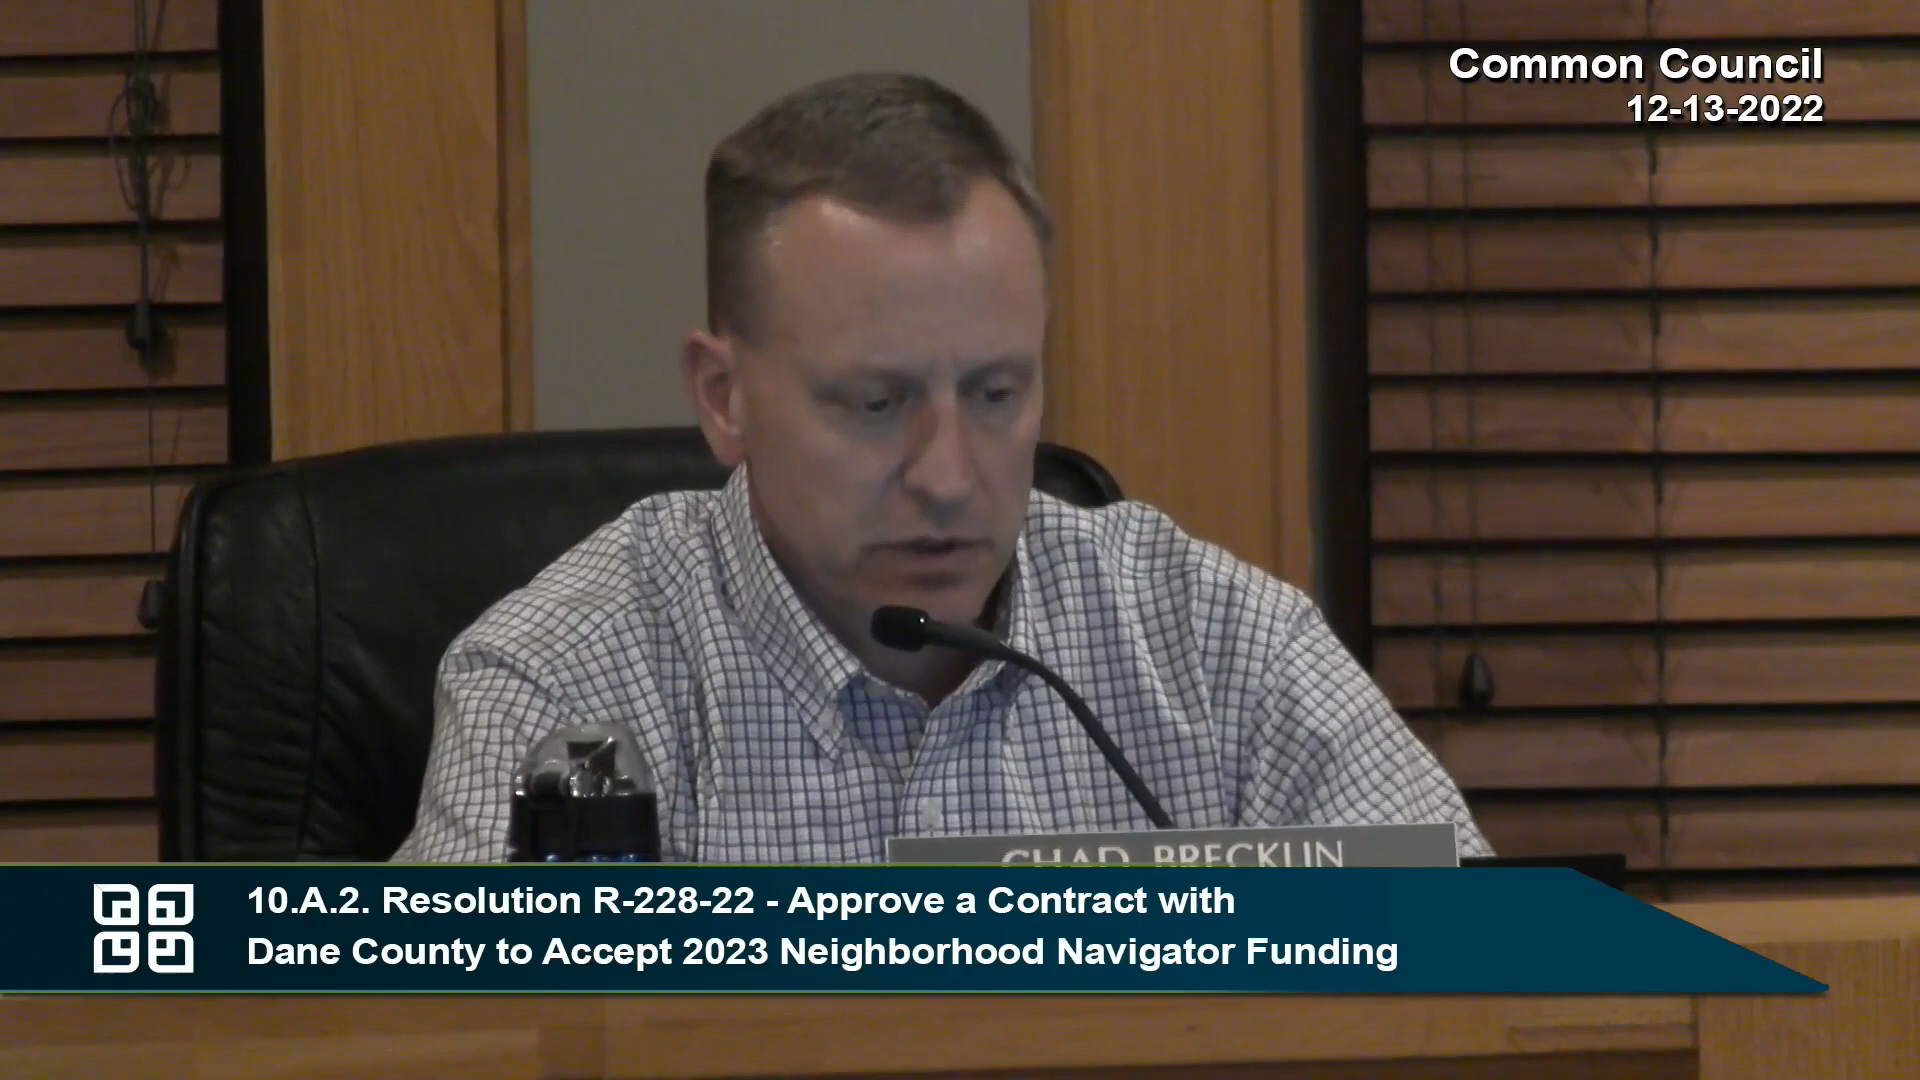 Common Council
12-13-2022
CHAD BRECKLIN
10.A.2. Resolution R-228-22 - Approve a Contract with
Dane County to Accept 2023 Neighborhood Navigator Funding